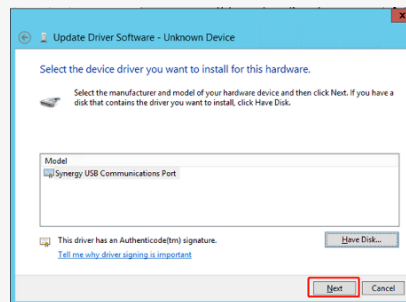 Update Driver Software - Unknown Device
Select the device driver you want to install for this hardware.
Select the manufacturer and model of your hardware device and then click Next. If you have a
disk that contains the driver you want to install, click Have Disk.
Model
Synergy USB Communications Port
This driver has an Authenticode(tm) signature.
Have Disk...
Tell me why driver signing is important
Next
Cancel